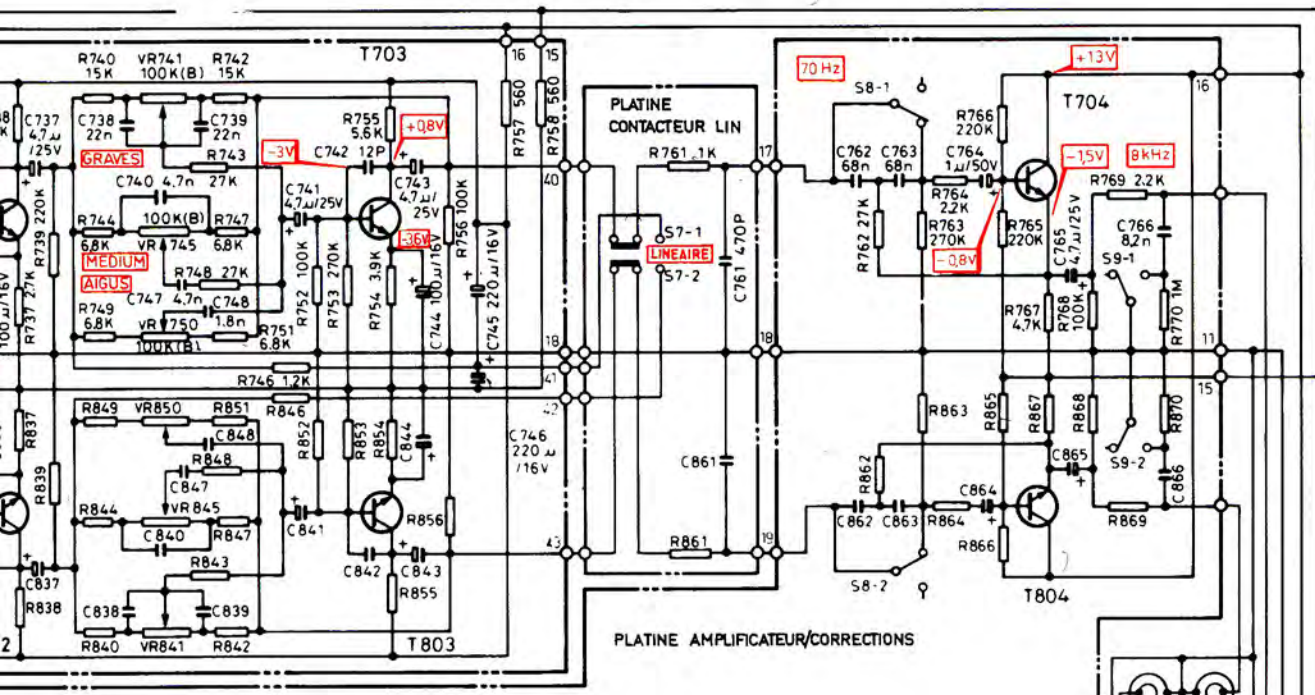 T703
16
15
R740
15K
VR741
100K(B)
R742
15K
C737
4,7µ
/25V
C738
22n
C739
22n
R755
5,6K
+0,8V
R757 560
R758 560
GRAVES
R743
27K
-3V
C742
12P
C740
4,7n
C741
4,7µ/25V
C743
4,7µ/
25V
40
R739 220K
R744
6,8K
100K(B)
VR745
R747
6,8K
-3,6V
R756 100K
MEDIUM
AIGUS
R748 27K
C747
4,7n
C748
1.8n
R752 100K
R753 270K
R754 3,9K
C744 100µ/16V
C745 220µ/16V
100µ/16V
R737 2,7K
R749
6,8K
VR750
100K(B)
R751
6,8K
18
R746 1,2K
41
R846
42
R837
R849
VR850
R851
C848
R848
C847
R852
R853
R854
C844
C746
220µ
/16V
R839
R844
VR845
R847
C840
C841
R856
R843
C837
R838
C838
C839
C842
C843
43
R855
R840
VR841
R842
T803
PLATINE
CONTACTEUR LIN
R761 1K
17
S7-1
LINEAIRE
S7-2
C761 470P
18
C861
R861
19
PLATINE AMPLIFICATEUR/CORRECTIONS
70 Hz
S8-1
+13V
16
T704
R766
220K
C762
68n
C763
68n
C764
1µ/50V
-1,5V
8kHz
R769 2.2K
R764
2.2K
R762 27K
R763
270K
R765
220K
C765
4,7µ/25V
C766
8,2n
-0,8V
S9-1
R767
4.7K
R768
100K
R770 1M
11
15
R863
R865
R867
R868
R870
S9-2
R862
C865
C866
C862
C863
R864
C864
R869
R866
S8-2
T804